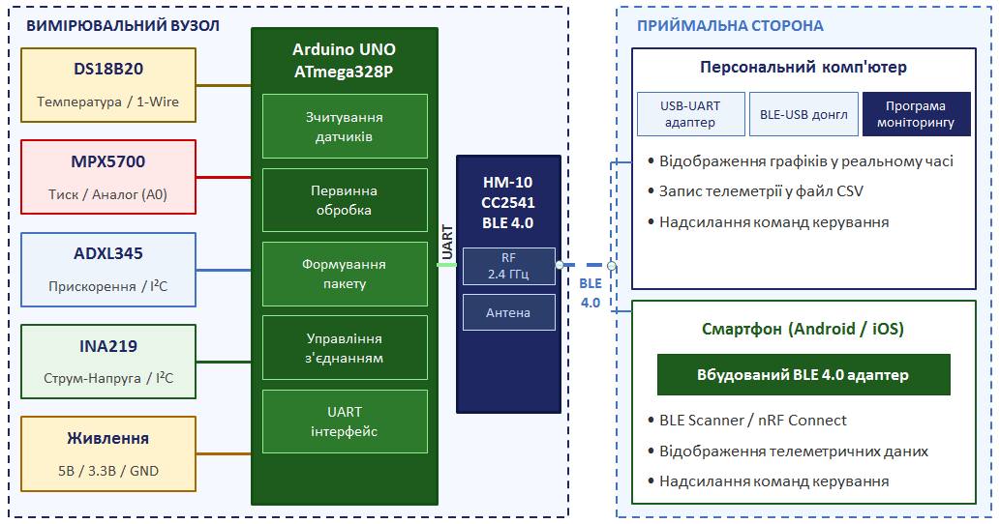 ВИМІРЮВАЛЬНИЙ ВУЗОЛ
DS18B20
Температура / 1-Wire
MPX5700
Тиск / Аналог (A0)
ADXL345
Прискорення / I²C
INA219
Струм-Напруга / I²C
Живлення
5В / 3.3В / GND
Arduino UNO
ATmega328P
Зчитування
датчиків
Первинна
обробка
Формування
пакету
Управління
з'єднанням
UART
інтерфейс
UART
HM-10
CC2541
BLE 4.0
RF
2.4 ГГц
Антена
BLE
4.0
ПРИЙМАЛЬНА СТОРОНА
Персональний комп'ютер
USB-UART
адаптер
BLE-USB донгл
Програма
моніторингу
• Відображення графіків у реальному часі
• Запис телеметрії у файл CSV
• Надсилання команд керування
Смартфон (Android / iOS)
Вбудований BLE 4.0 адаптер
• BLE Scanner / nRF Connect
• Відображення телеметричних даних
• Надсилання команд керування